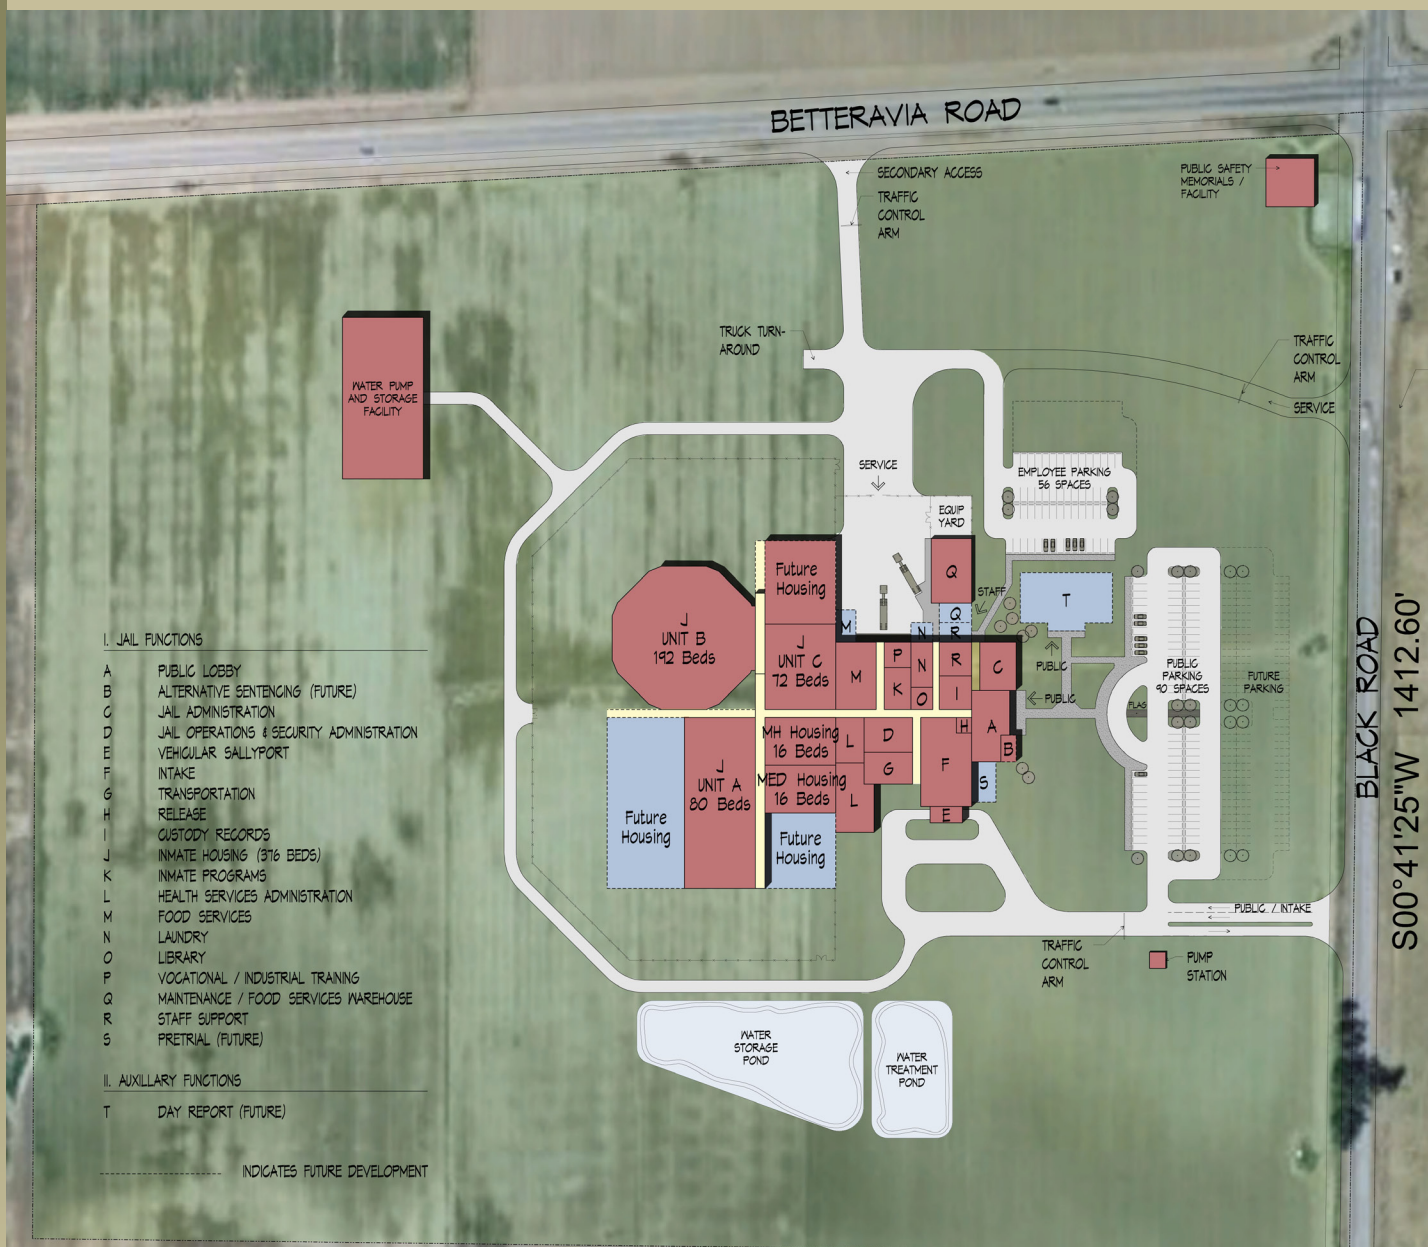 BETTERAVIA ROAD
SECONDARY ACCESS
TRAFFIC
CONTROL
ARM
PUBLIC SAFETY
MEMORIALS /
FACILITY
TRUCK TURN-
AROUND
TRAFFIC
CONTROL
ARM
SERVICE
WATER PUMP
AND STORAGE
FACILITY
SERVICE
EMPLOYEE PARKING
56 SPACES
EQUIP
YARD
Future
Housing
Q
Q
R
STAFF
T
J
UNIT B
192 Beds
J
UNIT C
72 Beds
M
M
P
K
N
N
O
R
I
C
PUBLIC
PUBLIC
PUBLIC
PARKING
90 SPACES
FUTURE
PARKING
FLAG
BLACK ROAD
S00°41'25"W 1412.60'
MH Housing
16 Beds
MED Housing
16 Beds
L
L
D
G
H
A
B
F
S
E
J
UNIT A
80 Beds
Future
Housing
Future
Housing
PUBLIC / INTAKE
TRAFFIC
CONTROL
ARM
PUMP
STATION
WATER
STORAGE
POND
WATER
TREATMENT
POND
I. JAIL FUNCTIONS
A PUBLIC LOBBY
B ALTERNATIVE SENTENCING (FUTURE)
C JAIL ADMINISTRATION
D JAIL OPERATIONS & SECURITY ADMINISTRATION
E VEHICULAR SALLYPORT
F INTAKE
G TRANSPORTATION
H RELEASE
I CUSTODY RECORDS
J INMATE HOUSING (376 BEDS)
K INMATE PROGRAMS
L HEALTH SERVICES ADMINISTRATION
M FOOD SERVICES
N LAUNDRY
O LIBRARY
P VOCATIONAL / INDUSTRIAL TRAINING
Q MAINTENANCE / FOOD SERVICES WAREHOUSE
R STAFF SUPPORT
S PRETRIAL (FUTURE)
II. AUXILLARY FUNCTIONS
T DAY REPORT (FUTURE)
INDICATES FUTURE DEVELOPMENT